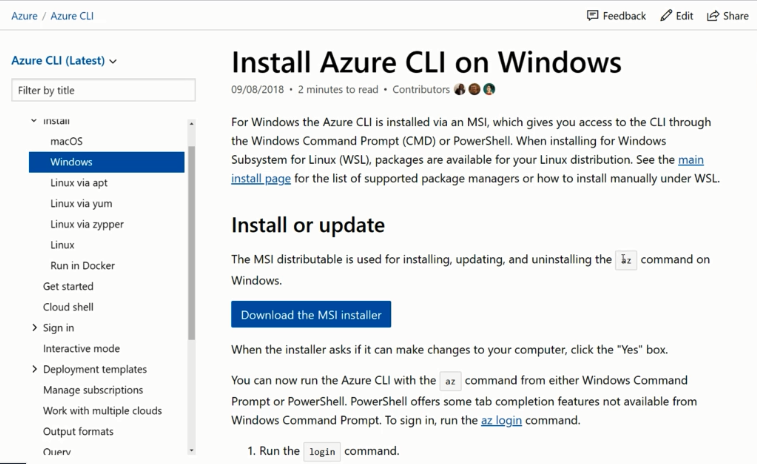 Azure / Azure CLI
Feedback
Edit
Share
Azure CLI (Latest)
Filter by title
Install
macOS
Windows
Linux via apt
Linux via yum
Linux via zypper
Linux
Run in Docker
Get started
Cloud shell
Sign in
Interactive mode
Deployment templates
Manage subscriptions
Work with multiple clouds
Output formats
Query
Install Azure CLI on Windows
09/08/2018 • 2 minutes to read • Contributors
For Windows the Azure CLI is installed via an MSI, which gives you access to the CLI through
the Windows Command Prompt (CMD) or PowerShell. When installing for Windows
Subsystem for Linux (WSL), packages are available for your Linux distribution. See the main
install page for the list of supported package managers or how to install manually under WSL.
Install or update
The MSI distributable is used for installing, updating, and uninstalling the az command on
Windows.
Download the MSI installer
When the installer asks if it can make changes to your computer, click the "Yes" box.
You can now run the Azure CLI with the az command from either Windows Command
Prompt or PowerShell. PowerShell offers some tab completion features not available from
Windows Command Prompt. To sign in, run the az login command.
1. Run the login command.